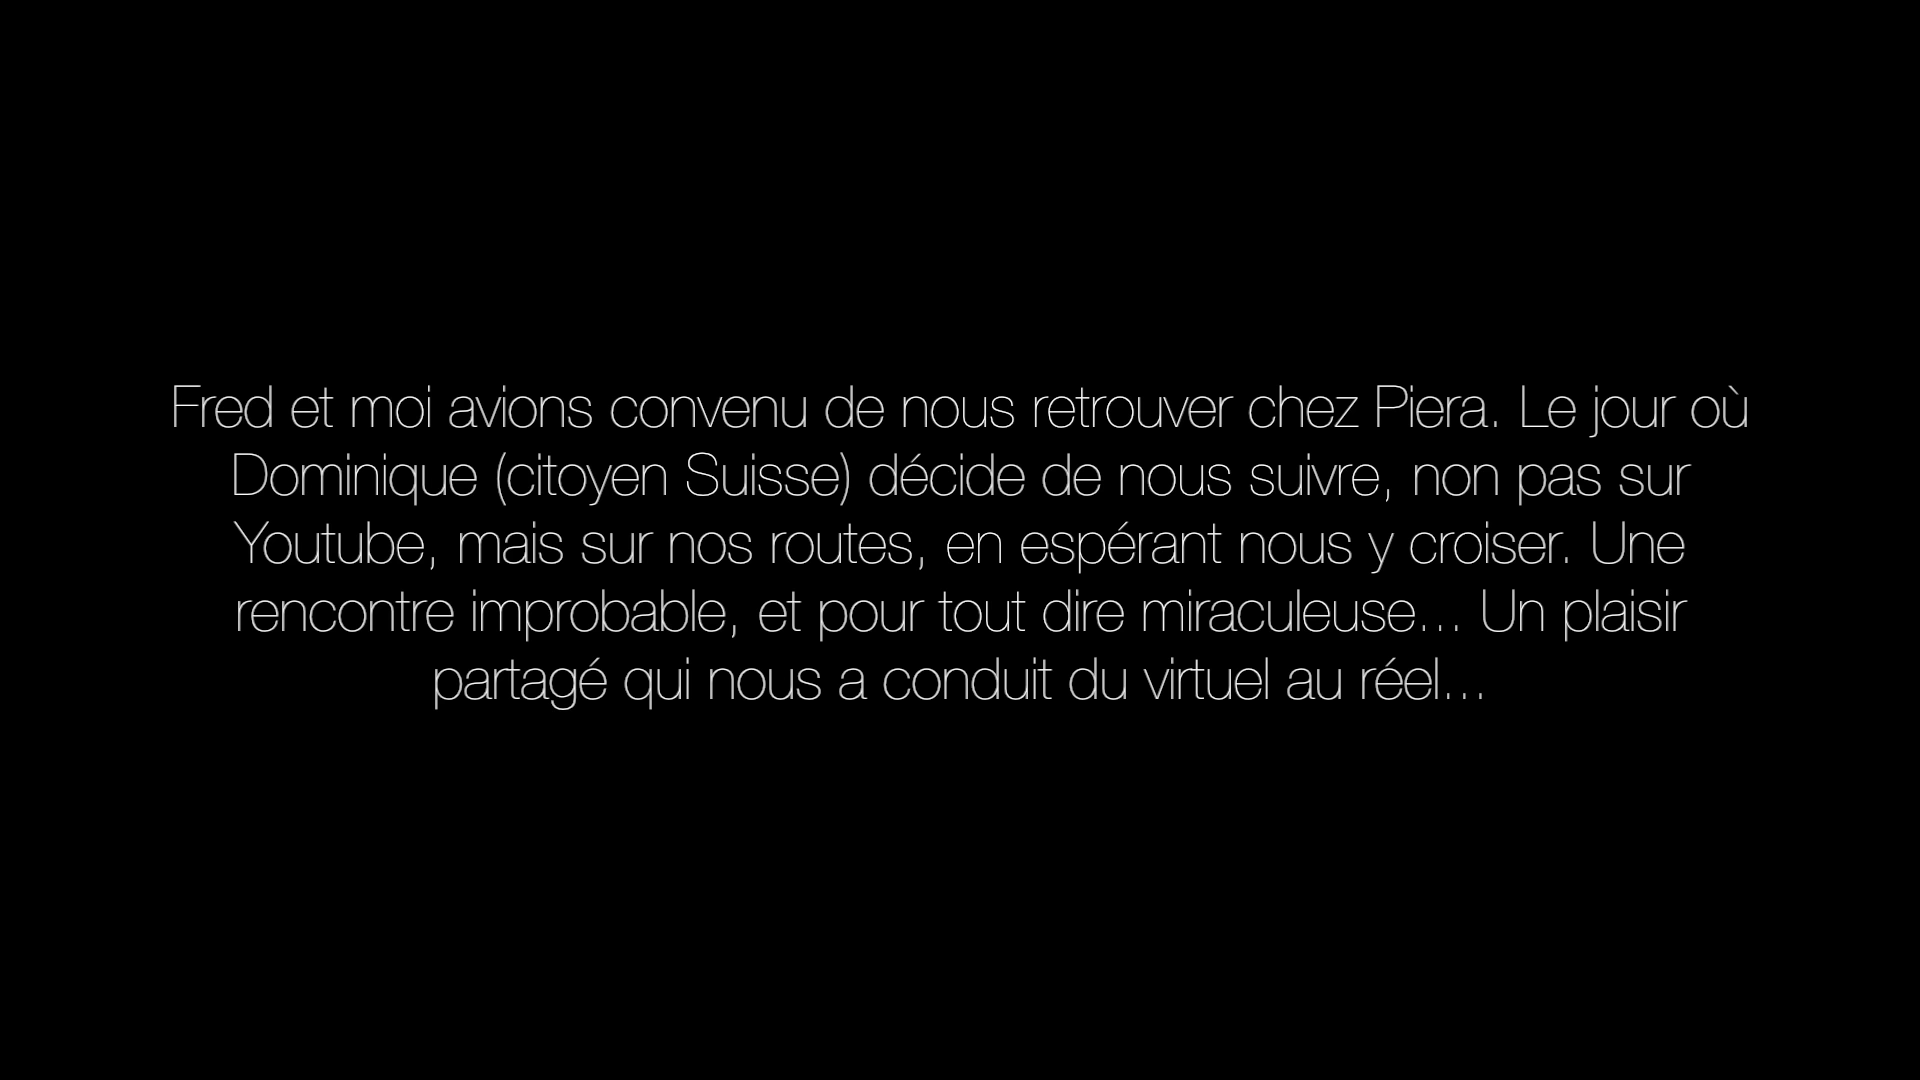 Fred et moi avions convenu de nous retrouver chez Piera. Le jour où
Dominique (citoyen Suisse) décide de nous suivre, non pas sur
Youtube, mais sur nos routes, en espérant nous y croiser. Une
rencontre improbable, et pour tout dire miraculeuse... Un plaisir
partagé qui nous a conduit du virtuel au réel...